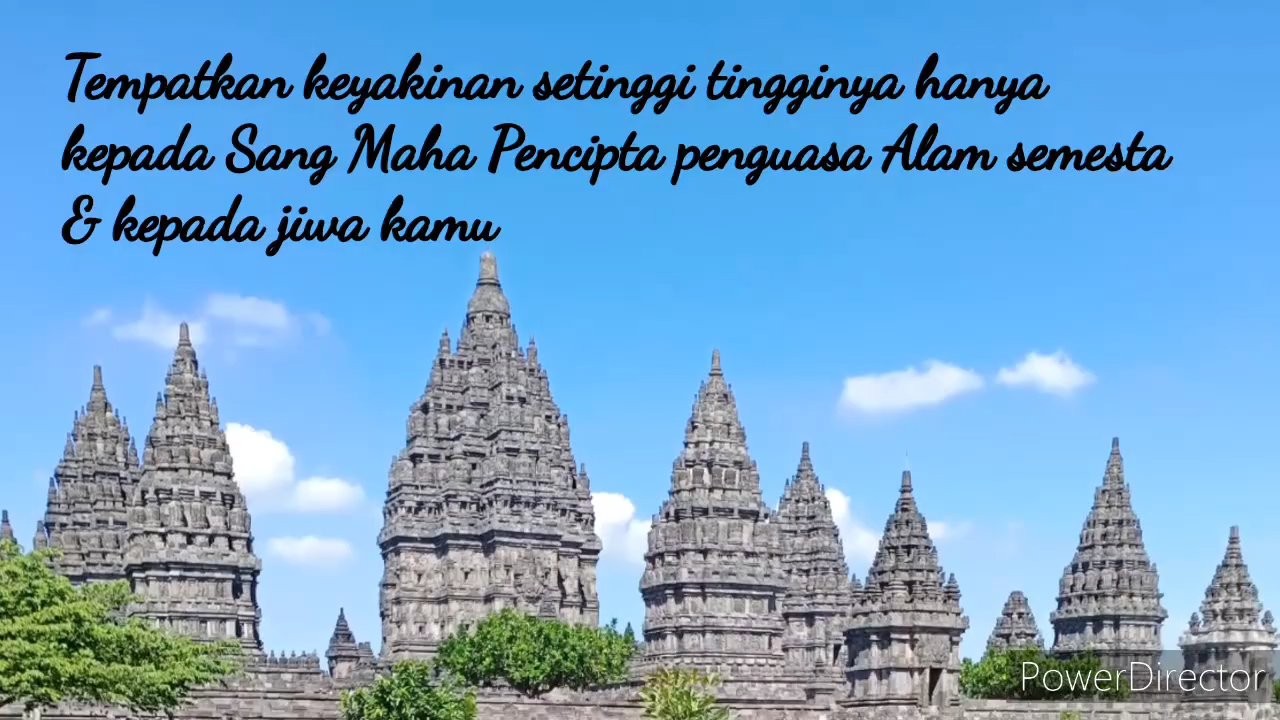 Tempatkan keyakinan setinggi tingginya hanya
kepada Sang Maha Pencipta penguasa Alam semesta
& kepada jiwa kamu
PowerDirector